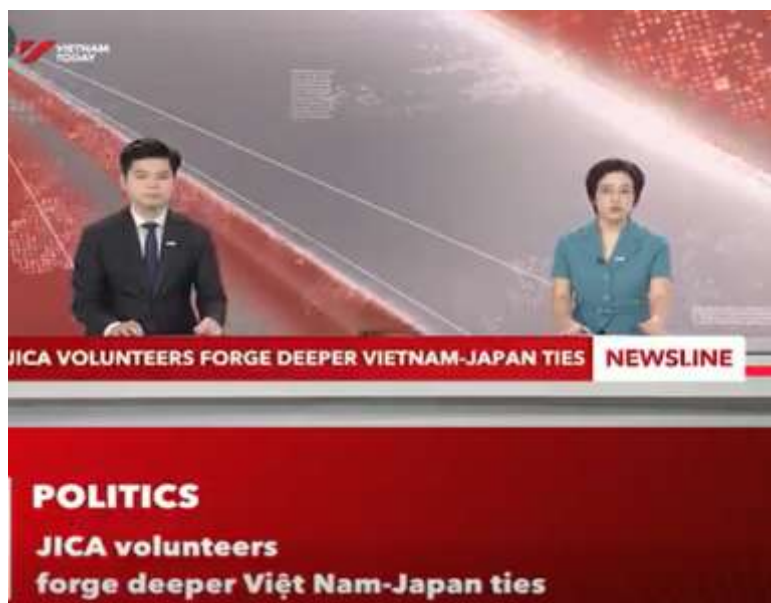 VIETNAM
TODAY
JICA VOLUNTEERS FORGE DEEPER VIETNAM-JAPAN TIES
NEWSLINE
POLITICS
JICA volunteers
forge deeper Việt Nam-Japan ties